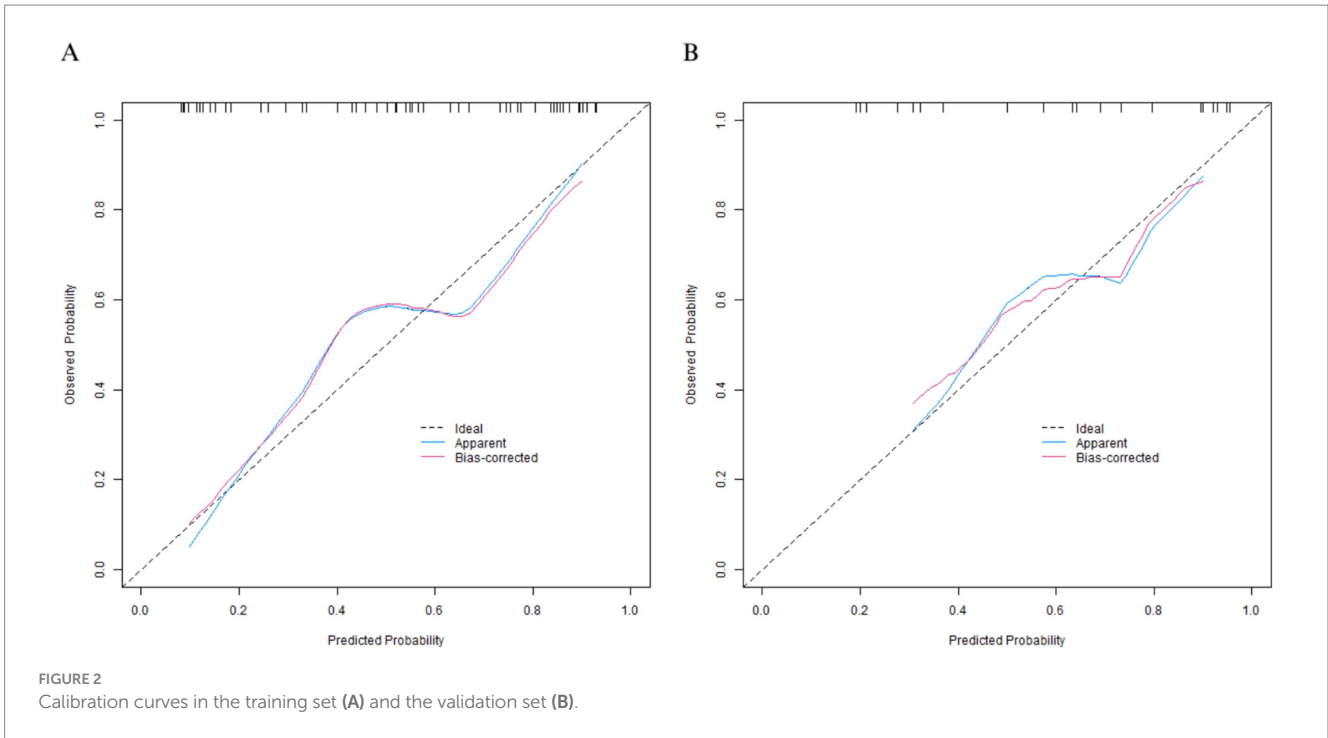 A
B
1.0
0.8
0.6
0.4
0.2
0.0
Observed Probability
Ideal
Apparent
Bias-corrected
0.0 0.2 0.4 0.6 0.8 1.0
Predicted Probability
1.0
0.8
0.6
0.4
0.2
0.0
Observed Probability
Ideal
Apparent
Bias-corrected
0.0 0.2 0.4 0.6 0.8 1.0
Predicted Probability
FIGURE 2
Calibration curves in the training set (A) and the validation set (B).